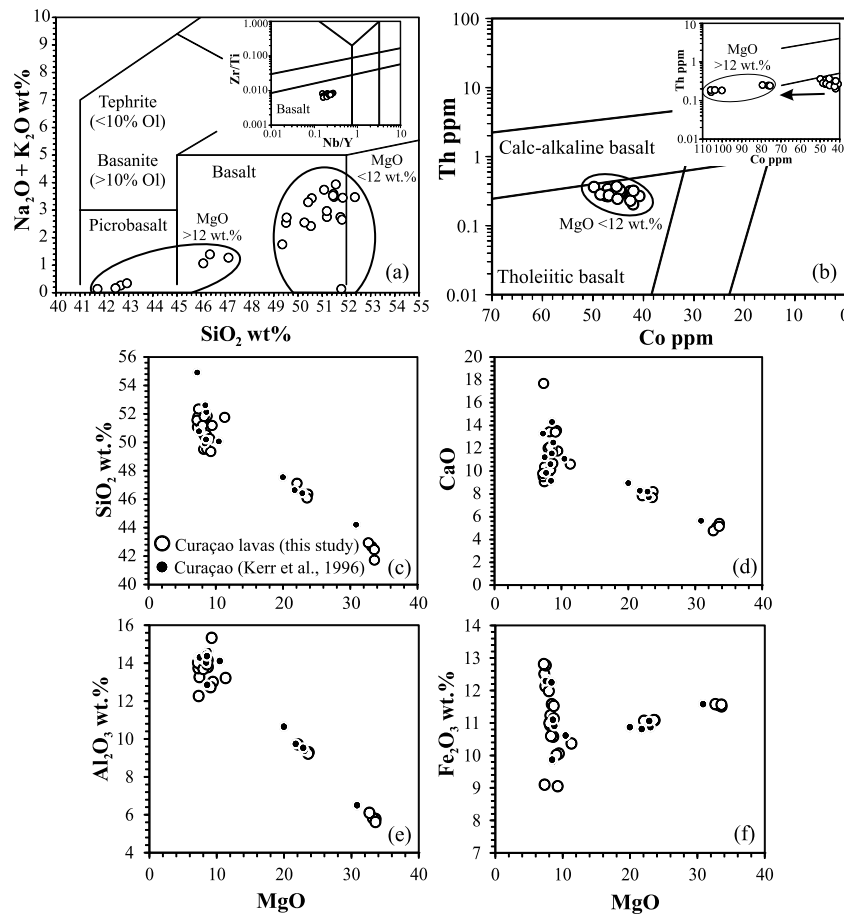 10
9
8
7
6
5
4
3
2
1
0
Na₂O + K₂O wt%
Tephrite
(<10% Ol)
Basanite
(>10% Ol)
Picrobasalt
Basalt
MgO
>12 wt.%
MgO
<12 wt.%
(a)
40 41 42 43 44 45 46 47 48 49 50 51 52 53 54 55
SiO₂ wt%
Zr/Ti
1.000
0.100
0.010
0.001
Basalt
0.01 0.1 1 10
Nb/Y
Th ppm
100
10
1
0.1
0.01
Calc-alkaline basalt
MgO <12 wt.%
Tholeiitic basalt
(b)
70 60 50 40 30 20 10 0
Co ppm
Th ppm
10
1
0.1
0.01
MgO
>12 wt.%
110 100 90 80 70 60 50 40
Co ppm
SiO₂ wt.%
56
54
52
50
48
46
44
42
40
Curaçao lavas (this study)
Curaçao (Kerr et al., 1996)
(c)
0 10 20 30 40
CaO
20
18
16
14
12
10
8
6
4
2
0
(d)
0 10 20 30 40
Al₂O₃ wt.%
16
14
12
10
8
6
4
(e)
0 10 20 30 40
MgO
Fe₂O₃ wt.%
14
13
12
11
10
9
8
7
(f)
0 10 20 30 40
MgO